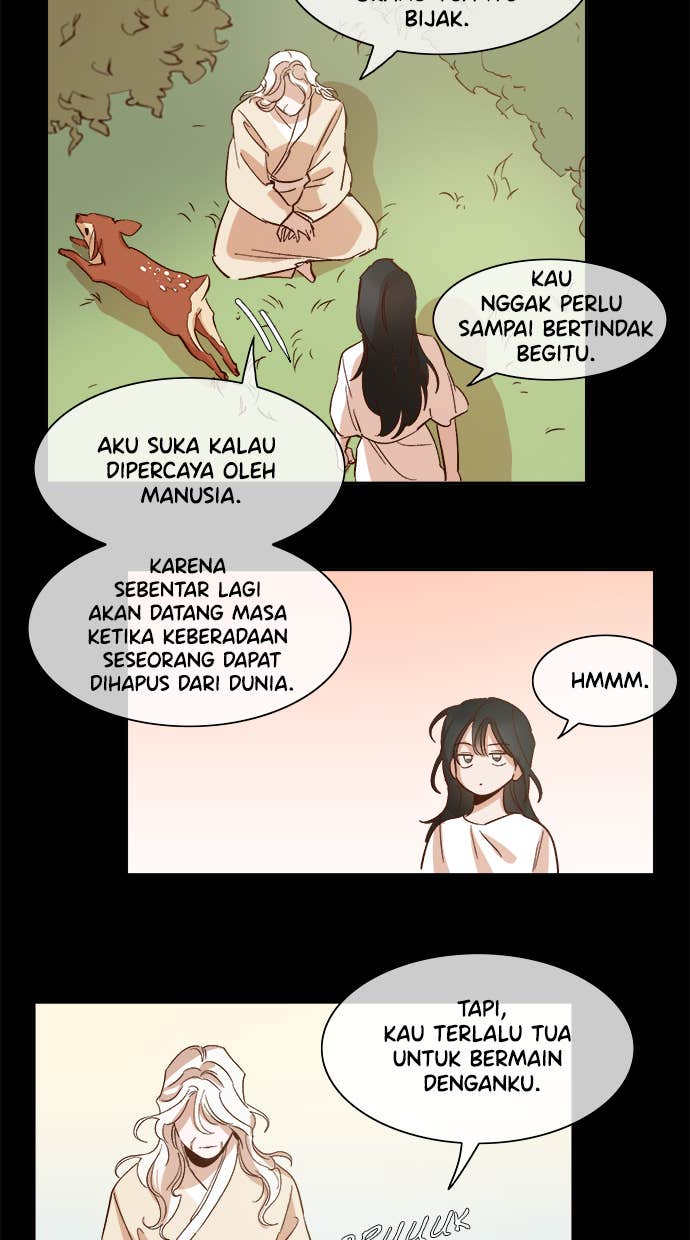 BIJAK.
KAU
NGGAK PERLU
SAMPAI BERTINDAK
BEGITU.
AKU SUKA KALAU
DIPERCAYA OLEH
MANUSIA.
KARENA
SEBENTAR LAGI
AKAN DATANG MASA
KETIKA KEBERADAAN
SESEORANG DAPAT
DIHAPUS DARI DUNIA.
HMMM.
TAPI,
KAU TERLALU TUA
UNTUK BERMAIN
DENGANKU.